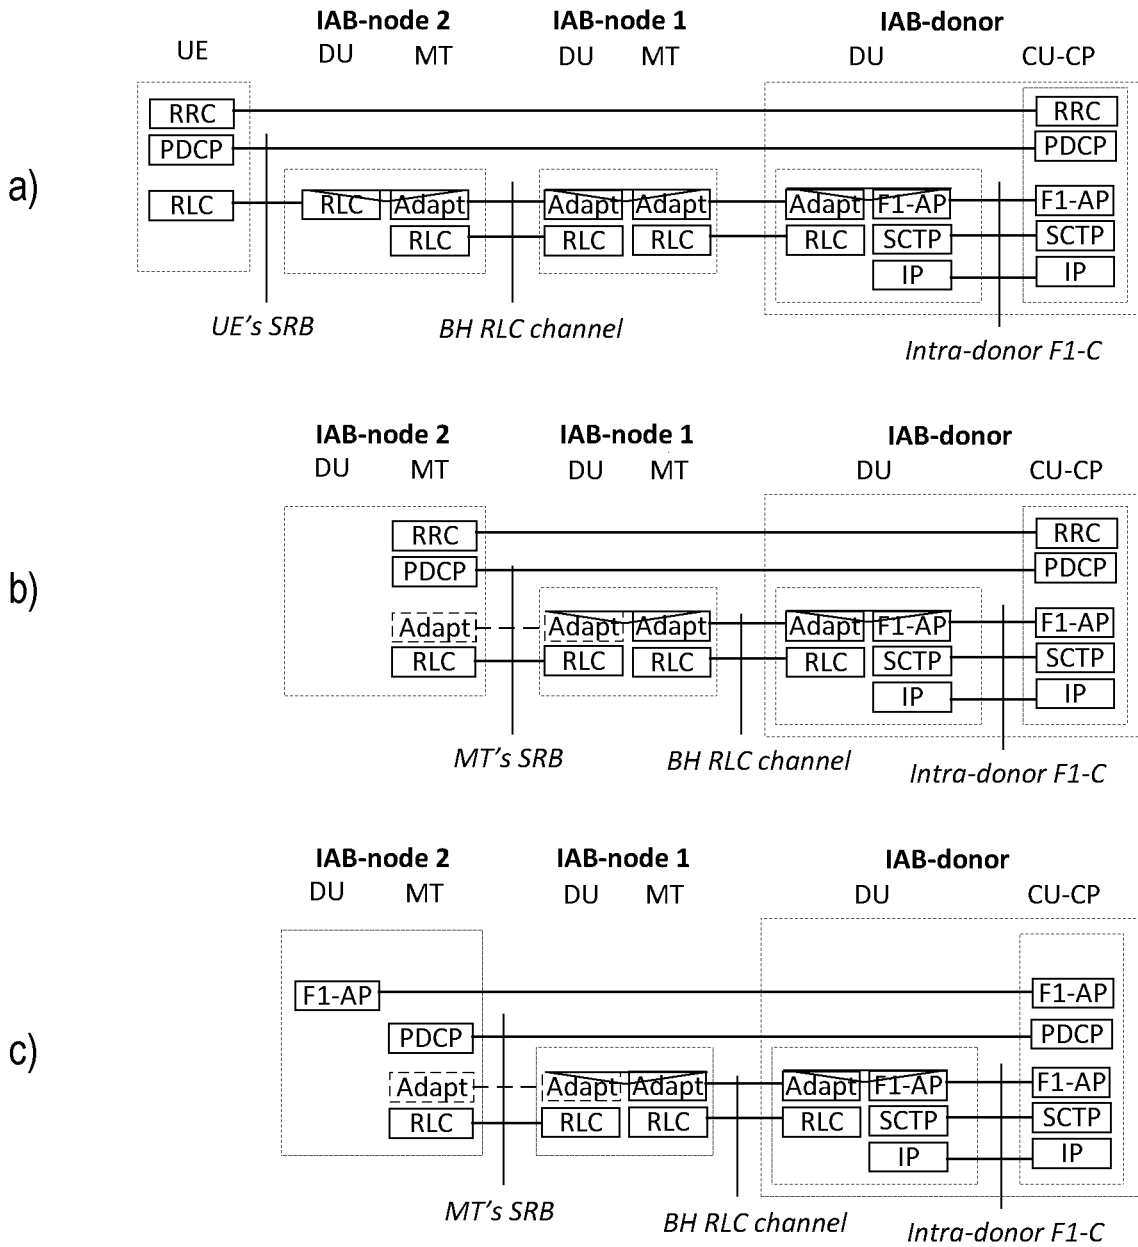 IAB-node 2 IAB-node 1 IAB-donor
UE DU MT DU MT DU CU-CP
RRC RRC
PDCP PDCP
a)
RLC RLC Adapt Adapt Adapt Adapt F1-AP F1-AP
RLC RLC RLC RLC SCTP SCTP
IP IP
UE's SRB BH RLC channel
Intra-donor F1-C
IAB-node 2 IAB-node 1 IAB-donor
DU MT DU MT DU CU-CP
RRC RRC
PDCP PDCP
b)
Adapt Adapt Adapt Adapt F1-AP F1-AP
RLC RLC RLC RLC SCTP SCTP
IP IP
MT's SRB BH RLC channel
Intra-donor F1-C
IAB-node 2 IAB-node 1 IAB-donor
DU MT DU MT DU CU-CP
F1-AP F1-AP
PDCP PDCP
c)
Adapt Adapt Adapt Adapt F1-AP F1-AP
RLC RLC RLC RLC SCTP SCTP
IP IP
MT's SRB BH RLC channel
Intra-donor F1-C